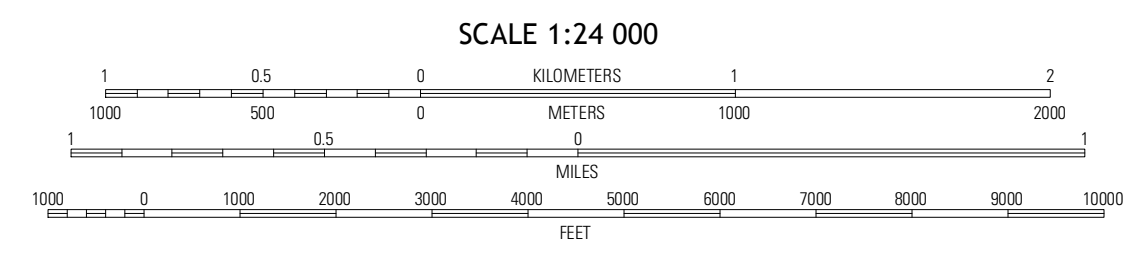 SCALE 1:24 000
1 0.5 0 KILOMETERS 1 2
1000 500 0 METERS 1000 2000
1 0.5 0 1
MILES
1000 0 1000 2000 3000 4000 5000 6000 7000 8000 9000 10000
FEET